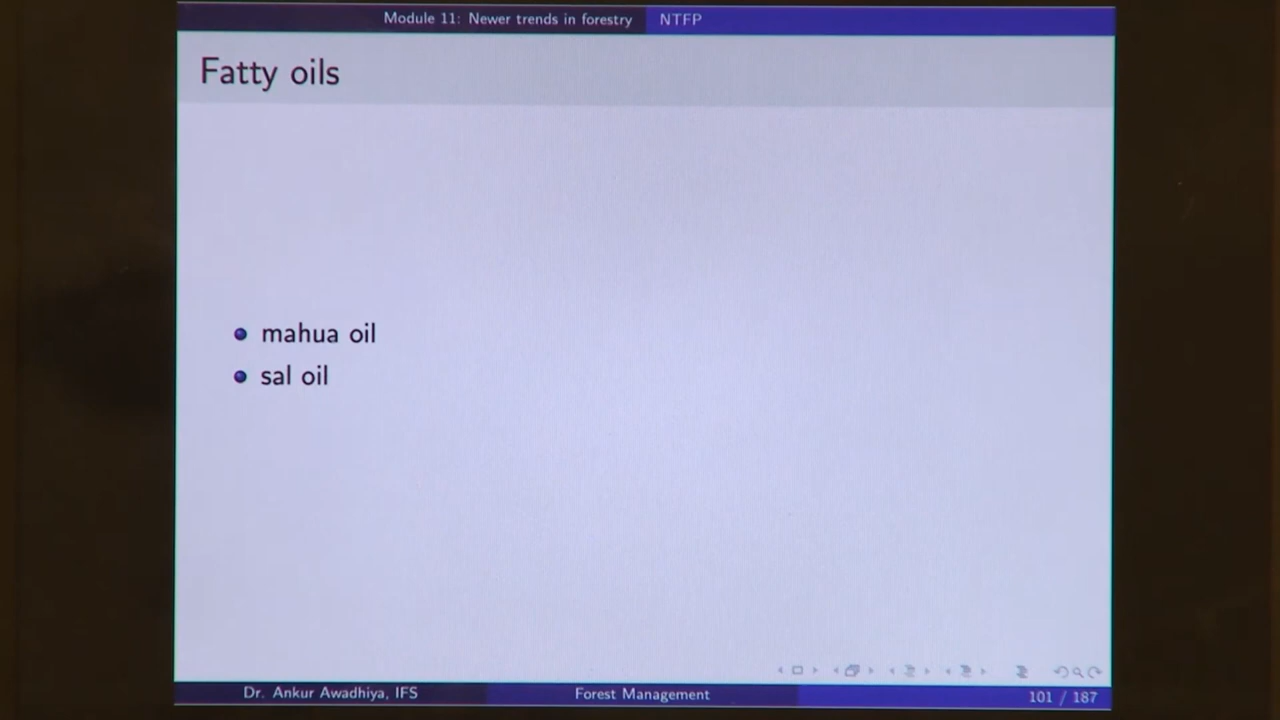 Module 11: Newer trends in forestry NTFP
Fatty oils
mahua oil
sal oil
Dr. Ankur Awadhiya, IFS Forest Management 101 / 187